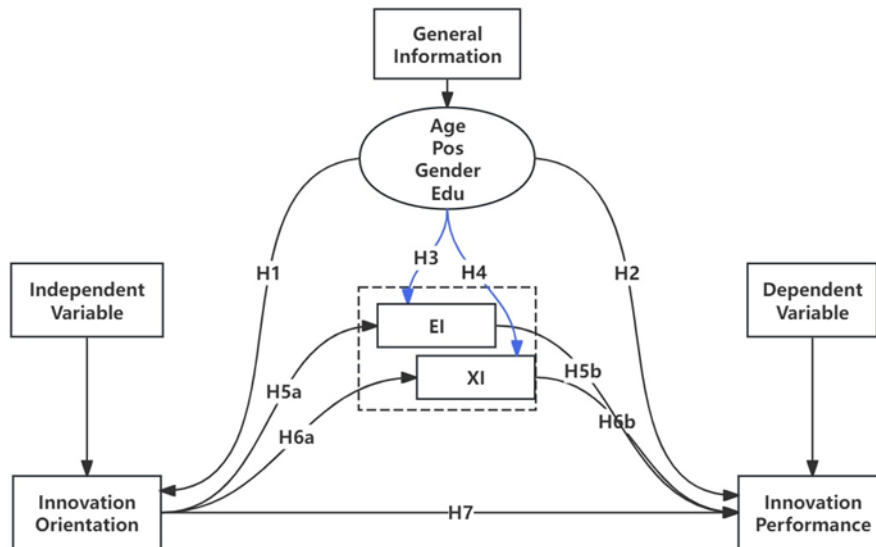 General
Information
Age
Pos
Gender
Edu
H3
H4
H1
H2
Independent
Variable
Dependent
Variable
EI
XI
H5a
H5b
H6a
H6b
Innovation
Orientation
H7
Innovation
Performance